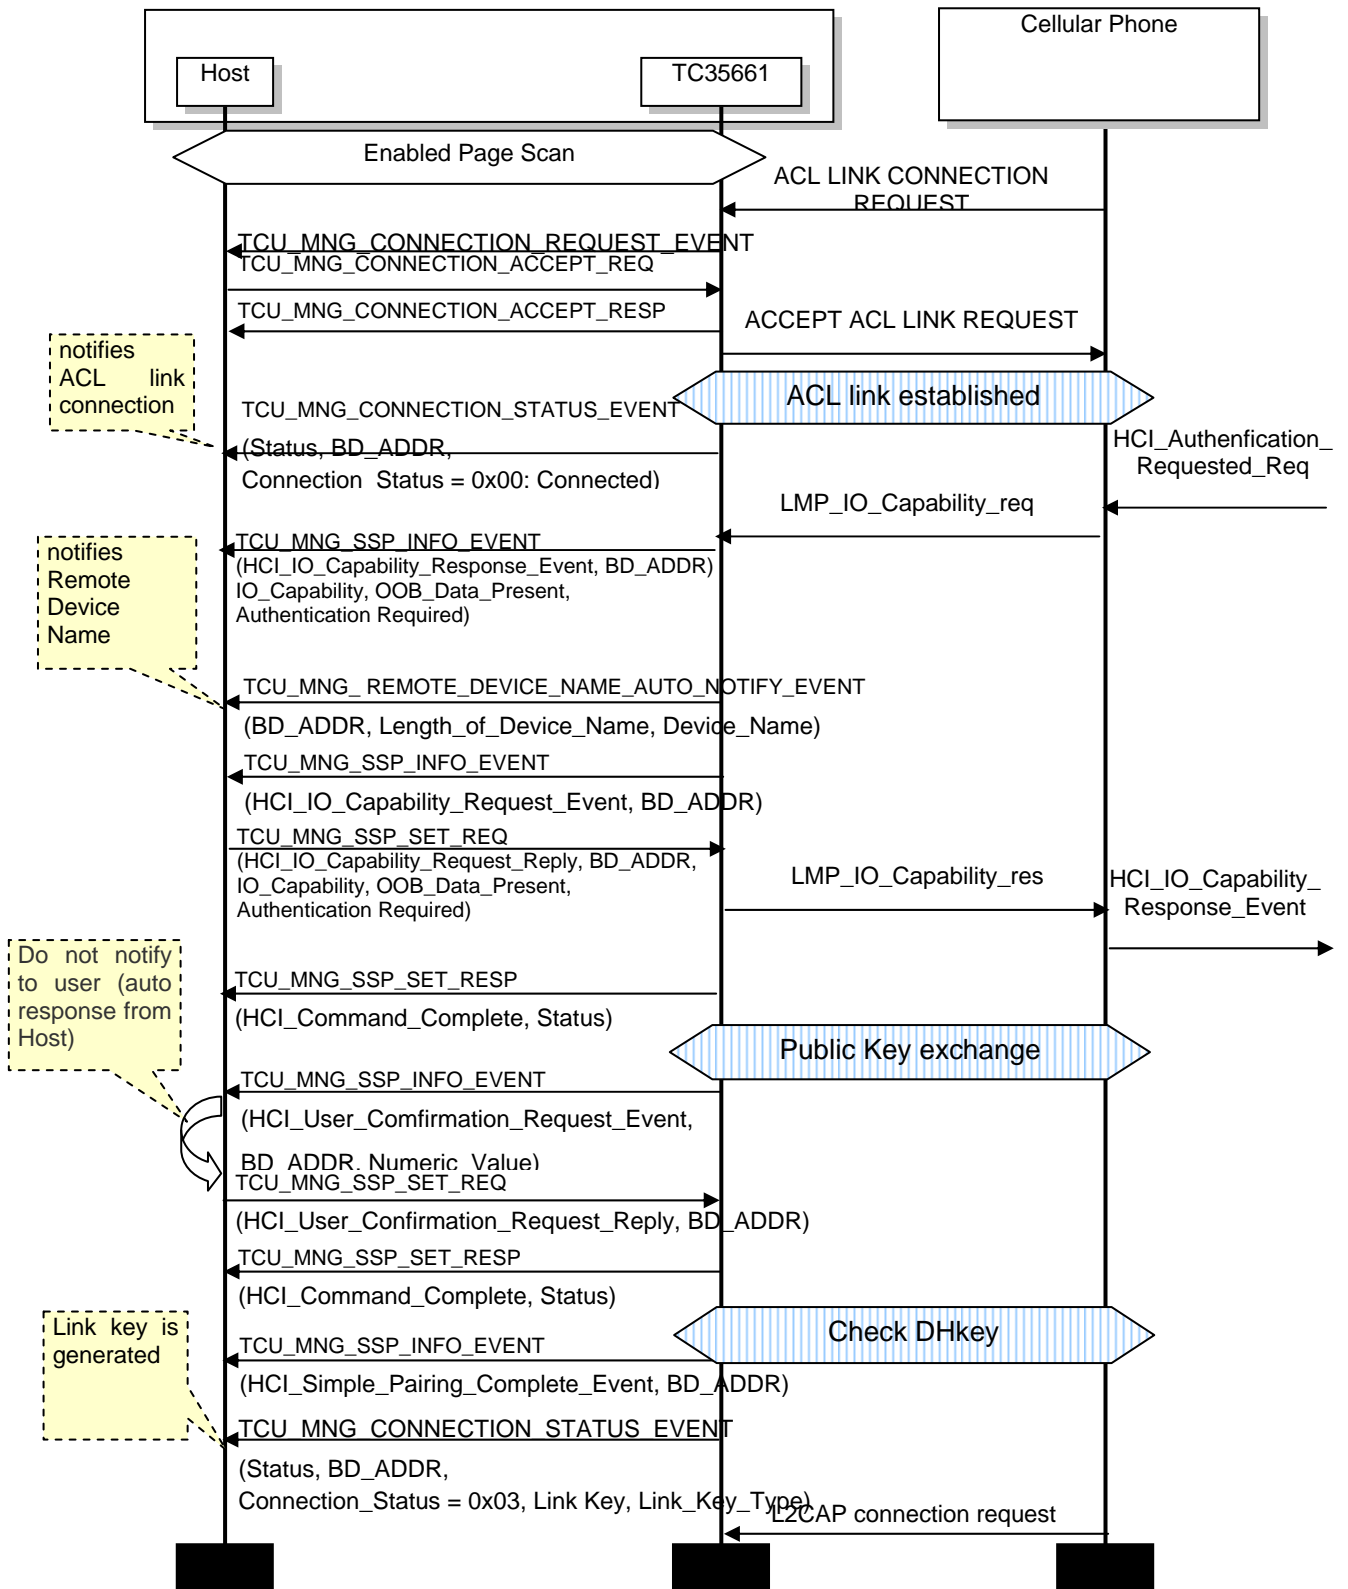 Cellular Phone
Host
TC35661
Enabled Page Scan
ACL LINK CONNECTION
REQUEST
TCU_MNG_CONNECTION_REQUEST_EVENT
TCU_MNG_CONNECTION_ACCEPT_REQ
TCU_MNG_CONNECTION_ACCEPT_RESP
ACCEPT ACL LINK REQUEST
notifies
ACL link
connection
ACL link established
TCU_MNG_CONNECTION_STATUS_EVENT
(Status, BD_ADDR,
Connection_Status = 0x00: Connected)
HCI_Authenfication_
Requested_Req
LMP_IO_Capability_req
notifies
Remote
Device
Name
TCU_MNG_SSP_INFO_EVENT
(HCI_IO_Capability_Response_Event, BD_ADDR)
IO_Capability, OOB_Data_Present,
Authentication Required)
TCU_MNG_ REMOTE_DEVICE_NAME_AUTO_NOTIFY_EVENT
(BD_ADDR, Length_of_Device_Name, Device_Name)
TCU_MNG_SSP_INFO_EVENT
(HCI_IO_Capability_Request_Event, BD_ADDR)
TCU_MNG_SSP_SET_REQ
(HCI_IO_Capability_Request_Reply, BD_ADDR,
IO_Capability, OOB_Data_Present,
Authentication Required)
LMP_IO_Capability_res
HCI_IO_Capability_
Response_Event
Do not notify
to user (auto
response from
Host)
TCU_MNG_SSP_SET_RESP
(HCI_Command_Complete, Status)
Public Key exchange
TCU_MNG_SSP_INFO_EVENT
(HCI_User_Comfirmation_Request_Event,
BD_ADDR, Numeric_Value)
TCU_MNG_SSP_SET_REQ
(HCI_User_Confirmation_Request_Reply, BD_ADDR)
TCU_MNG_SSP_SET_RESP
(HCI_Command_Complete, Status)
Link key is
generated
Check DHkey
TCU_MNG_SSP_INFO_EVENT
(HCI_Simple_Pairing_Complete_Event, BD_ADDR)
TCU_MNG_CONNECTION_STATUS_EVENT
(Status, BD_ADDR,
Connection_Status = 0x03, Link Key, Link_Key_Type)
L2CAP connection request